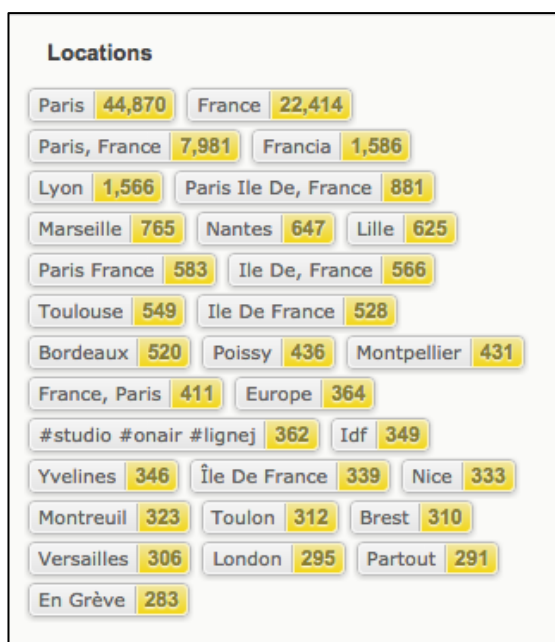 Locations
Paris 44,870 France 22,414
Paris, France 7,981 Francia 1,586
Lyon 1,566 Paris Ile De, France 881
Marseille 765 Nantes 647 Lille 625
Paris France 583 Ile De, France 566
Toulouse 549 Ile De France 528
Bordeaux 520 Poissy 436 Montpellier 431
France, Paris 411 Europe 364
#studio #onair #lignej 362 Idf 349
Yvelines 346 Île De France 339 Nice 333
Montreuil 323 Toulon 312 Brest 310
Versailles 306 London 295 Partout 291
En Grève 283